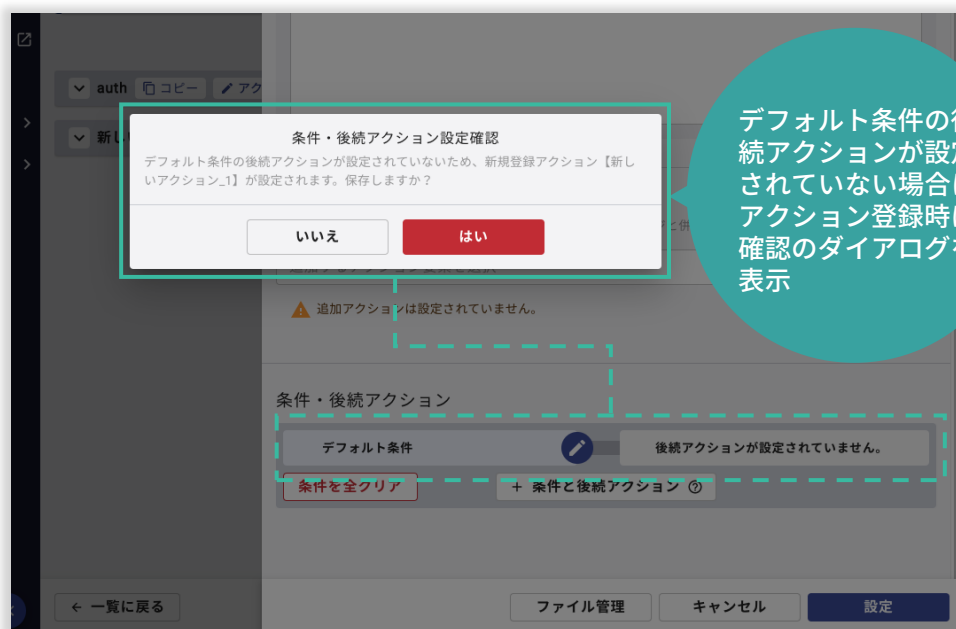 auth
コピー
条件・後続アクション設定確認
デフォルト条件の後続アクションが設定されていないため、新規登録アクション【新し
いアクション_1】が設定されます。保存しますか？
いいえ
はい
デフォルト条件の
続アクションが設
されていない場合
アクション登録時
確認のダイアログ
表示
追加アクションは設定されていません。
条件・後続アクション
デフォルト条件
後続アクションが設定されていません。
条件を全クリア
+ 条件と後続アクション
← 一覧に戻る
ファイル管理
キャンセル
設定